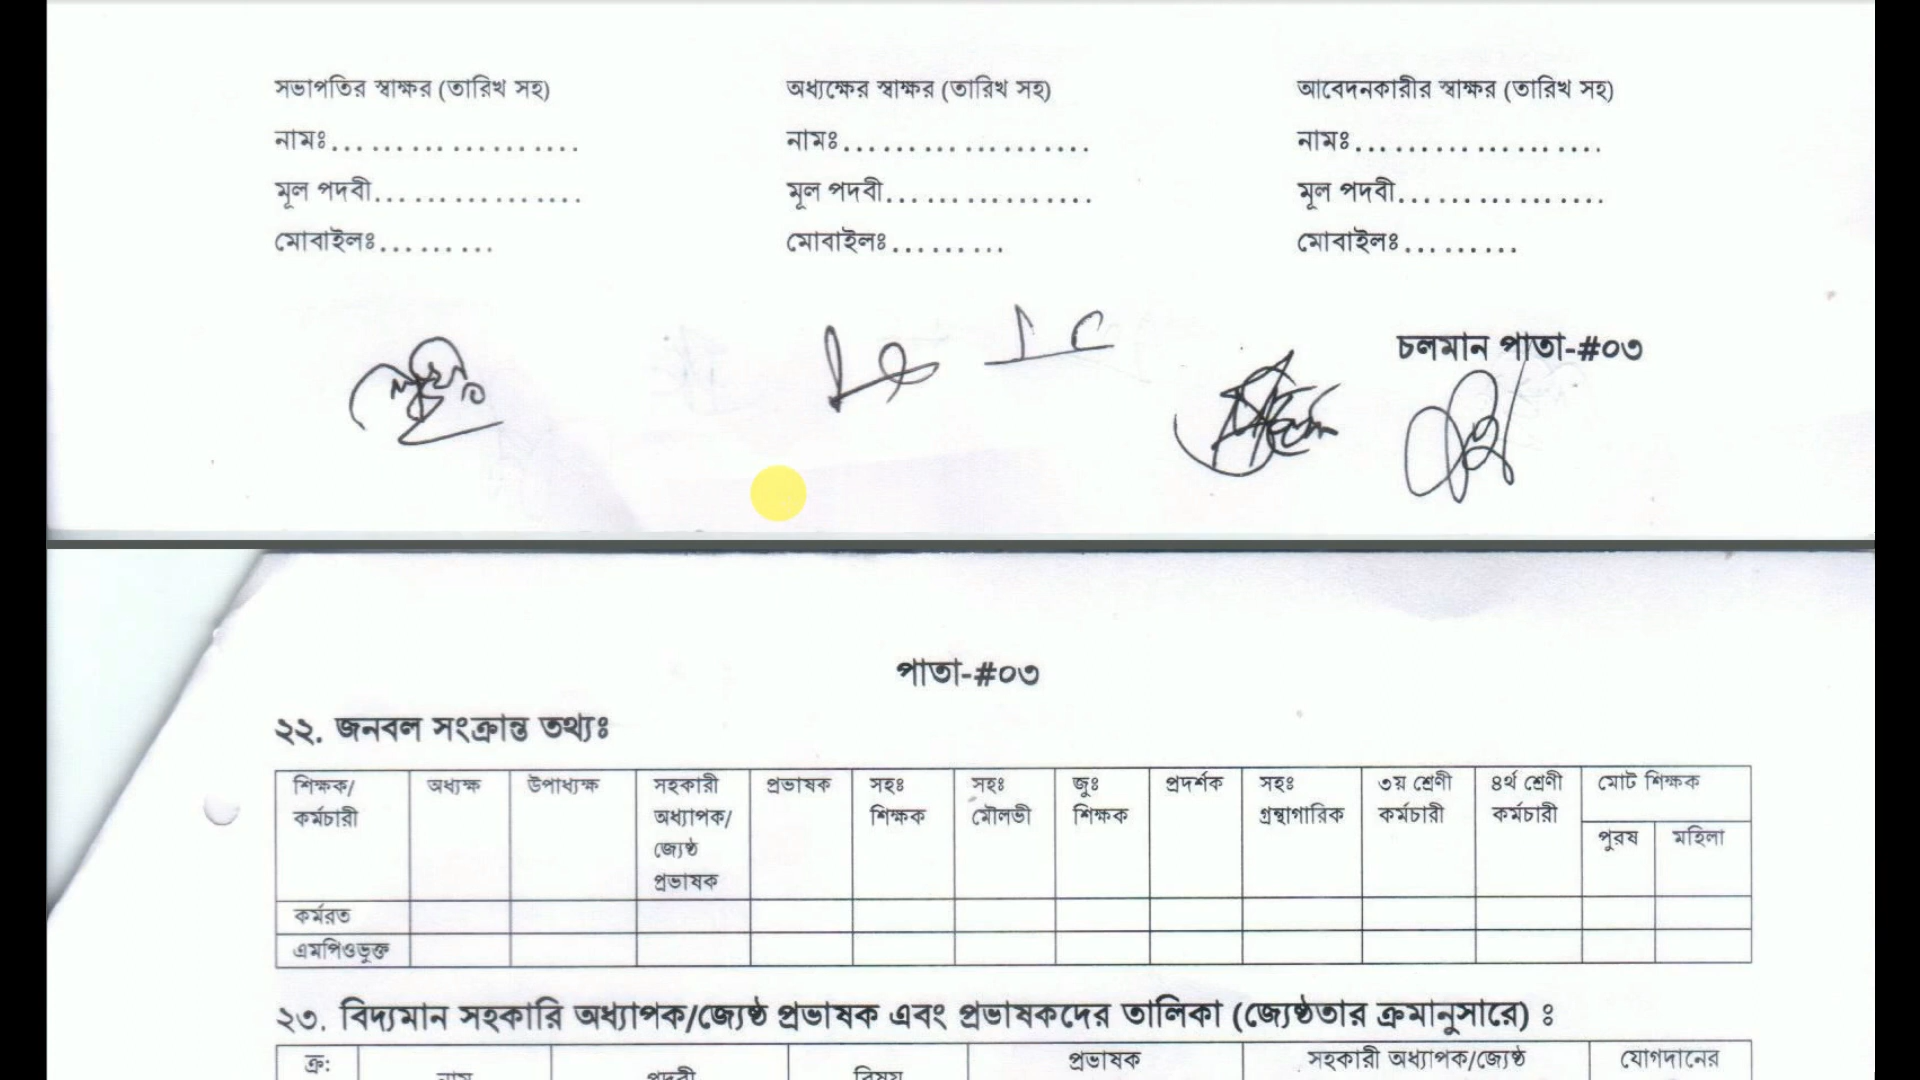 সভাপতির স্বাক্ষর (তারিখ সহ) অধ্যক্ষের স্বাক্ষর (তারিখ সহ) আবেদনকারীর স্বাক্ষর (তারিখ সহ)
নামঃ................... নামঃ................... নামঃ...................
মূল পদবী................ মূল পদবী................ মূল পদবী................
মোবাইলঃ......... মোবাইলঃ......... মোবাইলঃ.........
চলমান পাতা-#০৩
পাতা-#০৩
২২. জনবল সংক্রান্ত তথ্যঃ
শিক্ষক/ অধ্যক্ষ উপাধ্যক্ষ সহকারী প্রভাষক সহঃ সহঃ জুঃ প্রদর্শক সহঃ ৩য় শ্রেণী ৪র্থ শ্রেণী মোট শিক্ষক
কর্মচারী অধ্যাপক/ শিক্ষক মৌলভী শিক্ষক গ্রন্থাগারিক কর্মচারী কর্মচারী
জ্যেষ্ঠ পুরষ মহিলা
প্রভাষক
কর্মরত
এমপিওভুক্ত
২৩. বিদ্যমান সহকারি অধ্যাপক/জ্যেষ্ঠ প্রভাষক এবং প্রভাষকদের তালিকা (জ্যেষ্ঠতার ক্রমানুসারে) ঃ
ক্র: প্রভাষক সহকারী অধ্যাপক/জ্যেষ্ঠ যোগদানের
নাম পদবী বিষয়